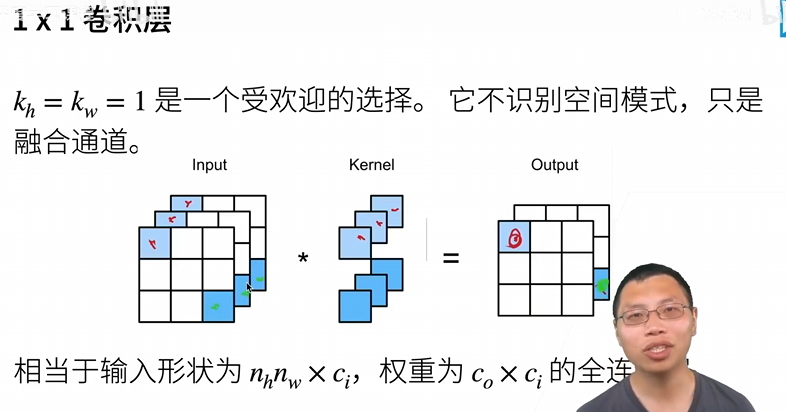 1 x 1 卷积层
k_h = k_w = 1 是一个受欢迎的选择。它不识别空间模式，只是
融合通道。
Input Kernel Output
* =
相当于输入形状为 n_h n_w × c_i，权重为 c_o × c_i 的全连